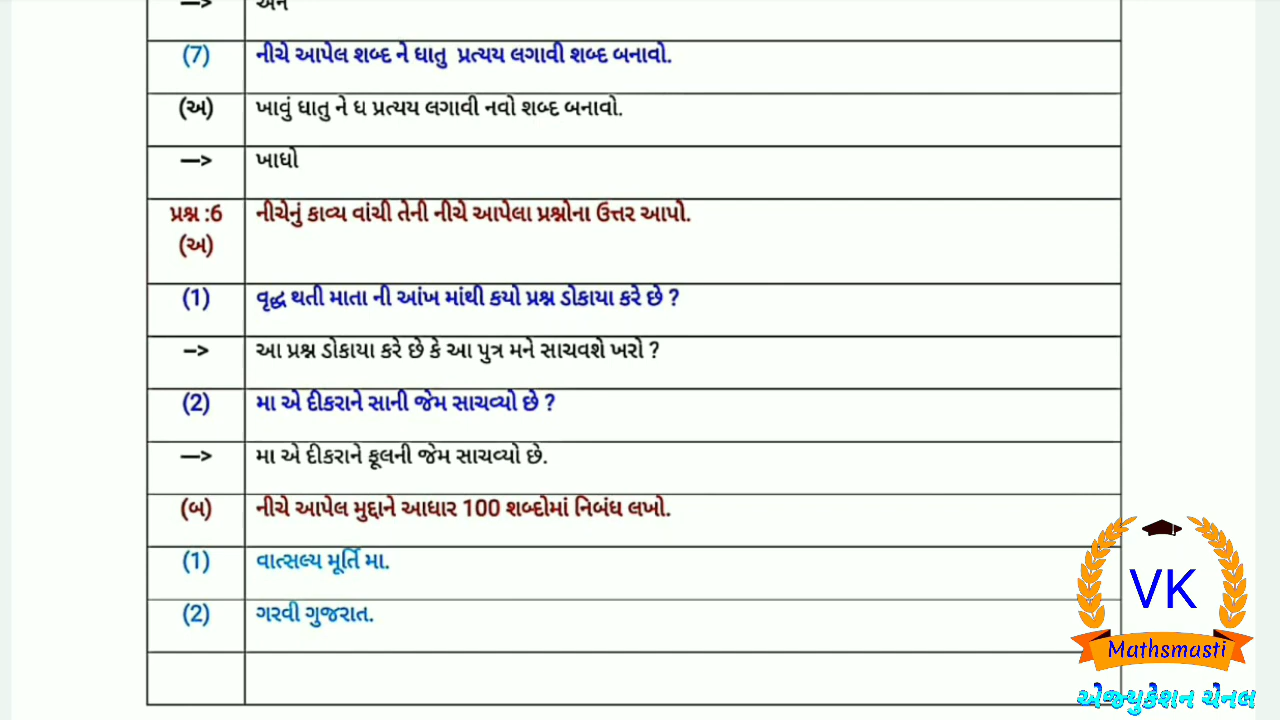 —> અને
(7) નીચે આપેલ શબ્દ ને ધાતુ પ્રત્યય લગાવી શબ્દ બનાવો.
(અ) ખાવું ધાતુ ને ધ પ્રત્યય લગાવી નવો શબ્દ બનાવો.
—> ખાધો
પ્રશ્ન :6 નીચેનું કાવ્ય વાંચી તેની નીચે આપેલા પ્રશ્નોના ઉત્તર આપો.
(અ)
(1) વૃદ્ધ થતી માતા ની આંખ માંથી કયો પ્રશ્ન ડોકાયા કરે છે ?
–> આ પ્રશ્ન ડોકાયા કરે છે કે આ પુત્ર મને સાચવશે ખરો ?
(2) મા એ દીકરાને સાની જેમ સાચવ્યો છે ?
—> મા એ દીકરાને ફૂલની જેમ સાચવ્યો છે.
(બ) નીચે આપેલ મુદ્દાને આધાર 100 શબ્દોમાં નિબંધ લખો.
(1) વાત્સલ્ય મૂર્તિ મા.
(2) ગરવી ગુજરાત.
VK
Mathsmasti
એજ્યુકેશન ચેનલ